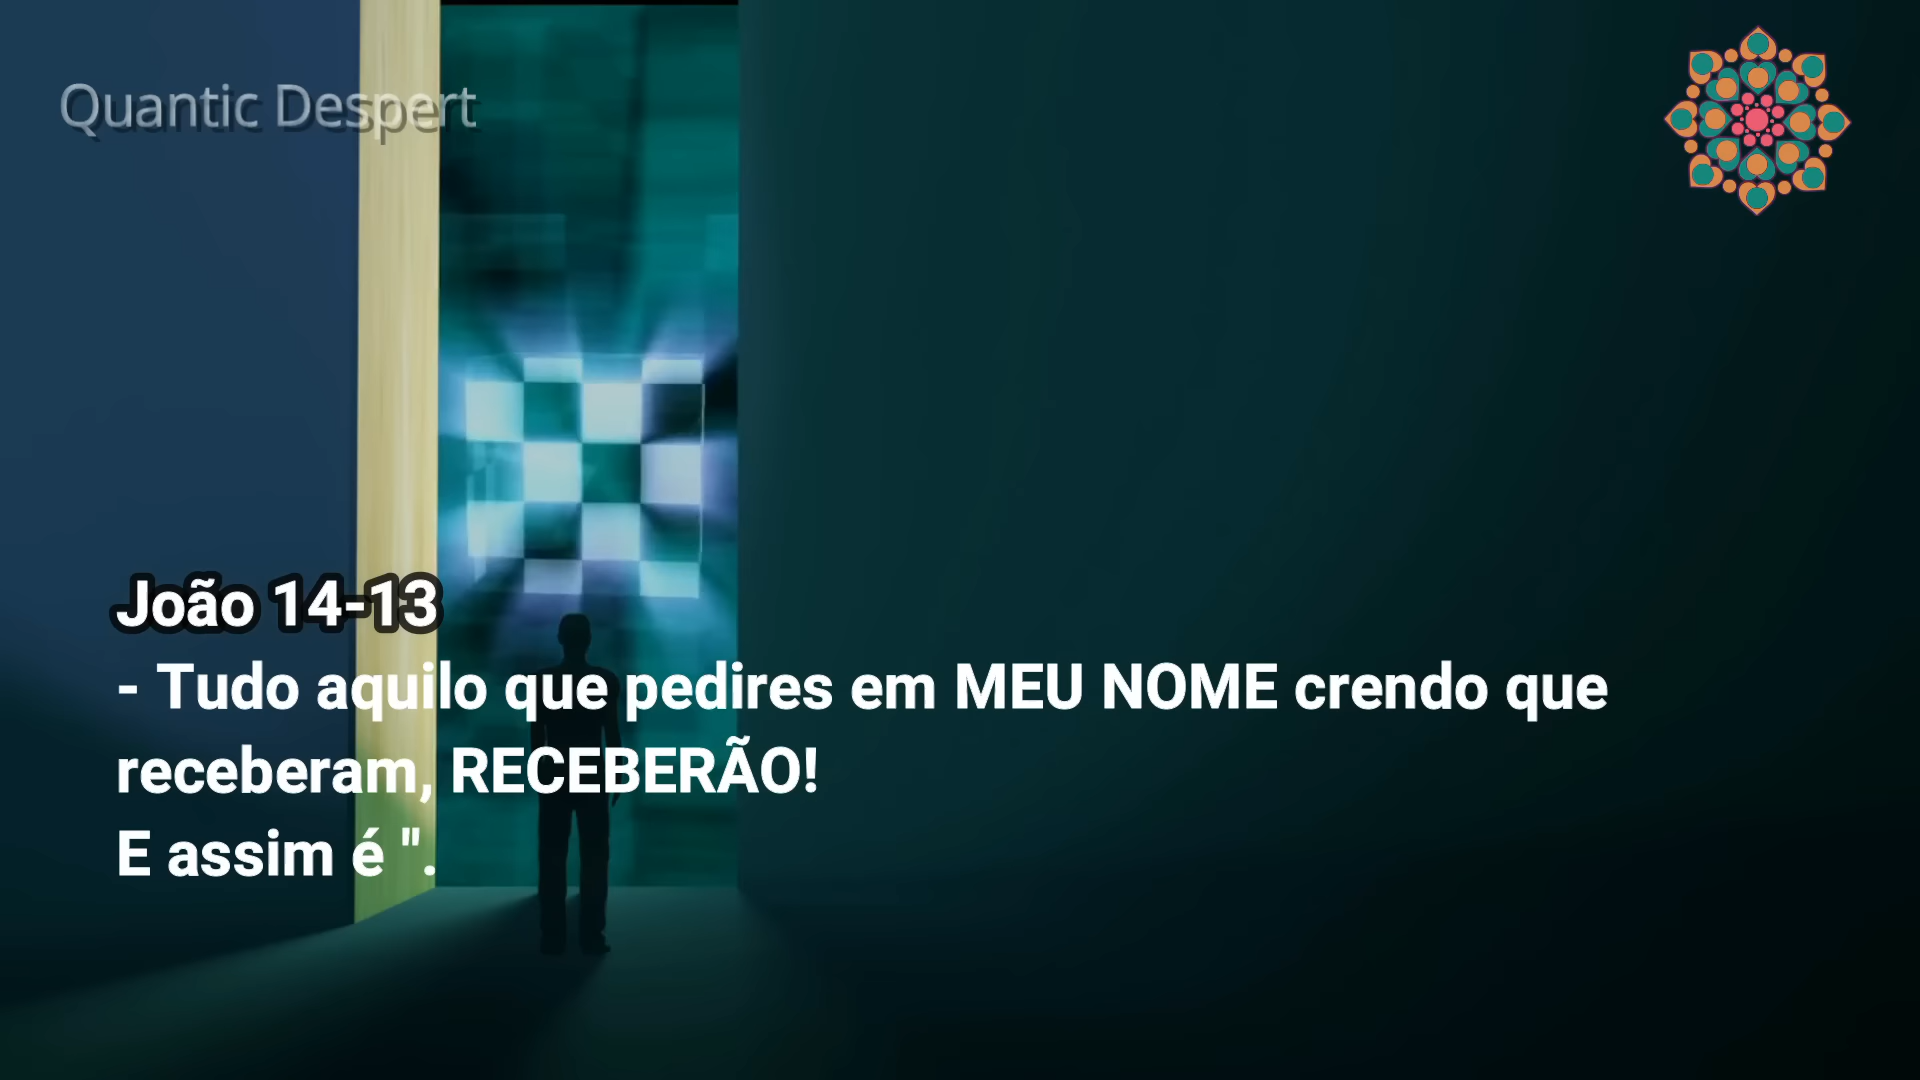 Quantic Despert
João 14-13
- Tudo aquilo que pedires em MEU NOME crendo que
receberam, RECEBERÃO!
E assim é ".